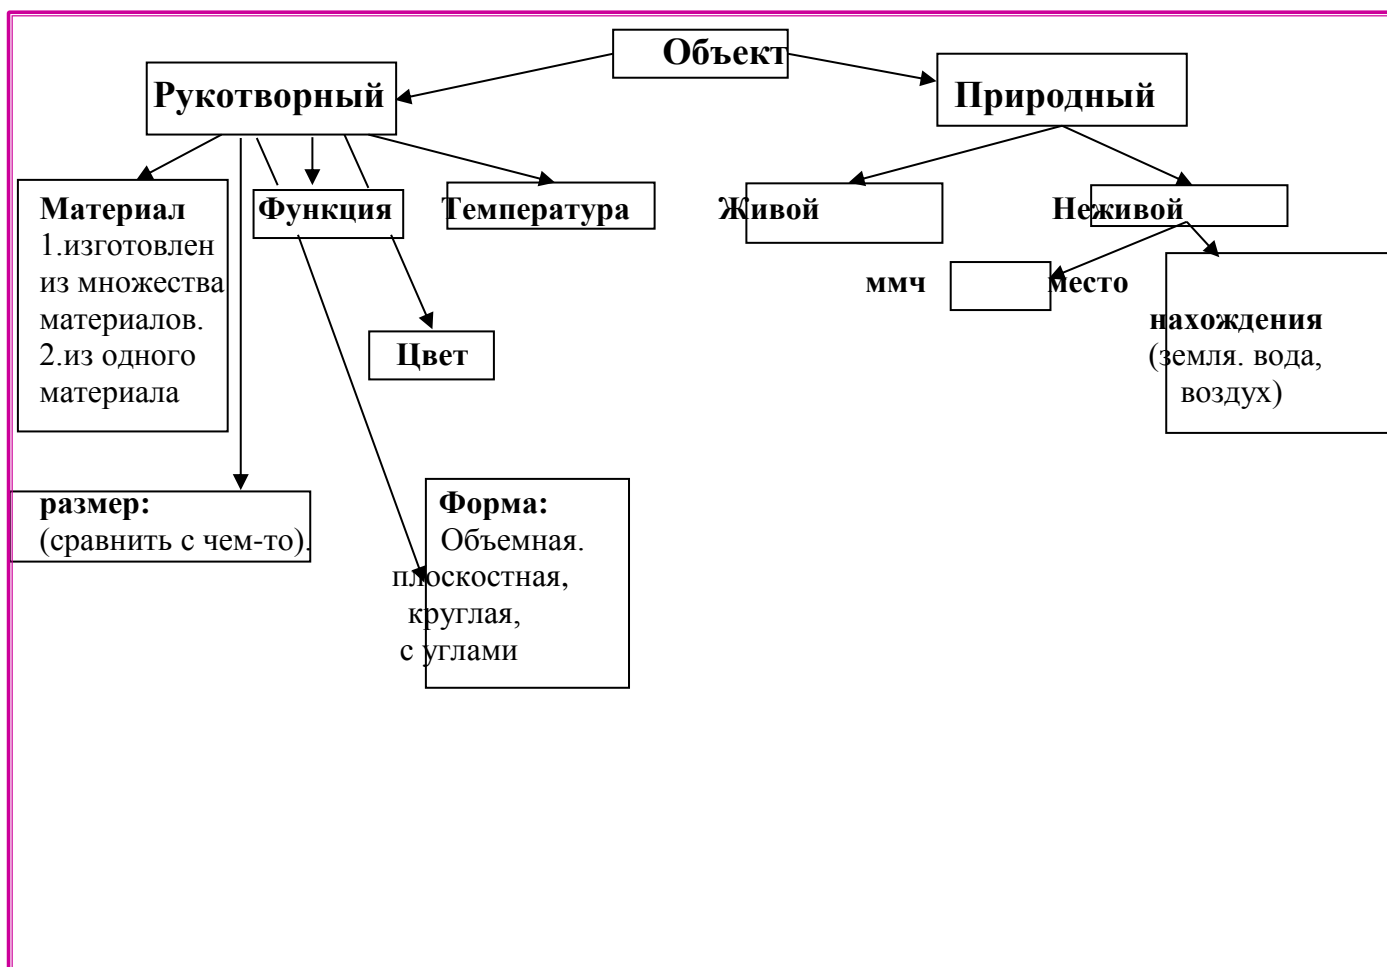 Объект
Рукотворный
Природный
Материал
1.изготовлен
из множества
материалов.
2.из одного
материала
Функция
Температура
Живой
Неживой
ммч
место
нахождения
(земля. вода,
воздух)
Цвет
размер:
(сравнить с чем-то).
Форма:
Объемная.
плоскостная,
круглая,
с углами